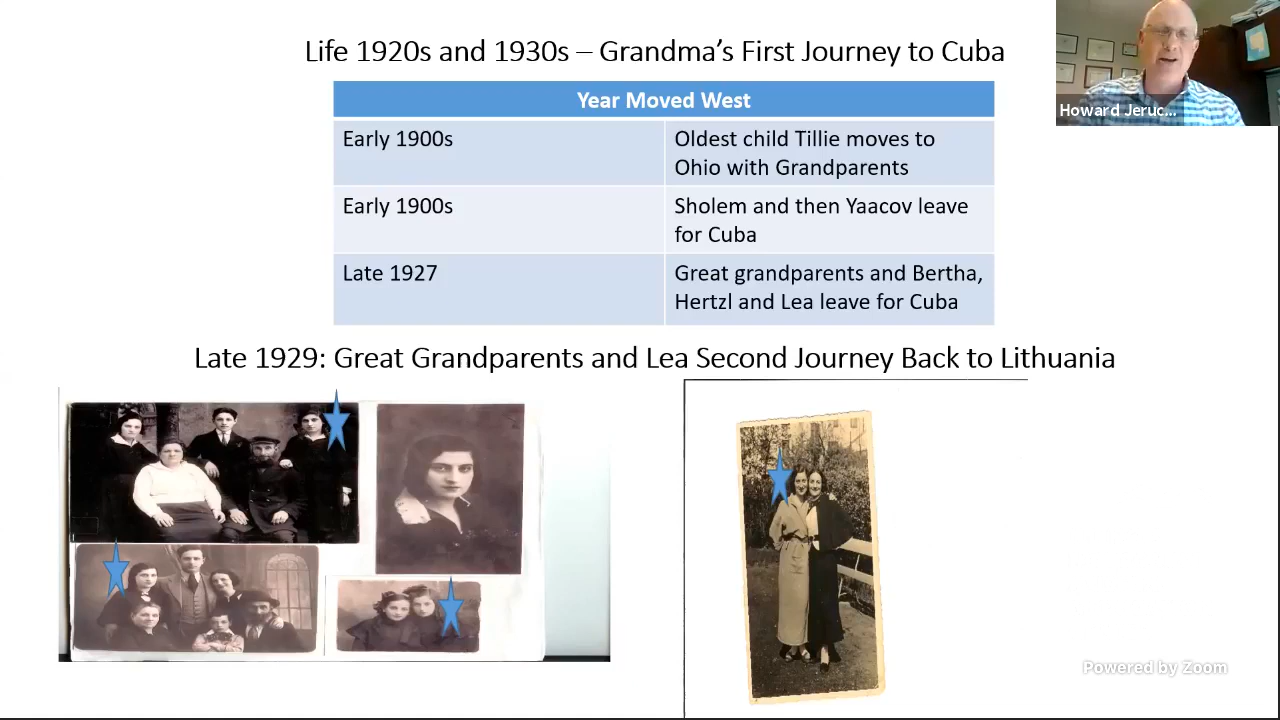 Life 1920s and 1930s – Grandma's First Journey to Cuba
Howard Jeruc...
Year Moved West
Early 1900s
Oldest child Tillie moves to
Ohio with Grandparents
Early 1900s
Sholem and then Yaacov leave
for Cuba
Late 1927
Great grandparents and Bertha,
Hertzl and Lea leave for Cuba
Late 1929: Great Grandparents and Lea Second Journey Back to Lithuania
Powered by Zoom